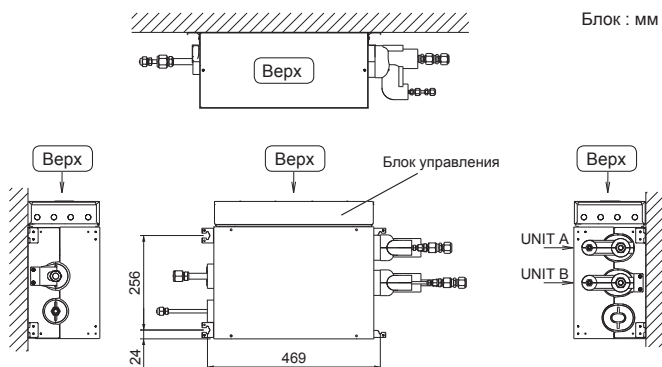 Блок : мм
Верх
Верх
Верх
Блок управления
Верх
UNIT A
UNIT B
256
24
469